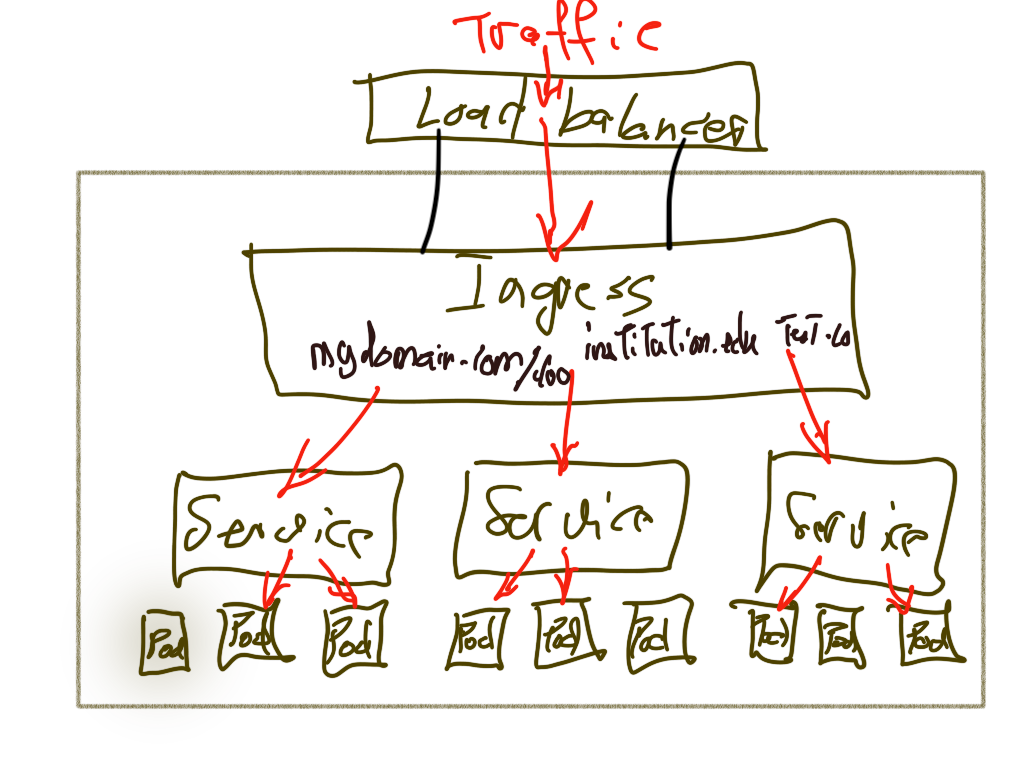 Traffic
Load balancer
Ingress
mydomain.com/foo institution.edu Test.co
Service Service Service
Pod Pod Pod Pod Pod Pod Pod Pod Pod